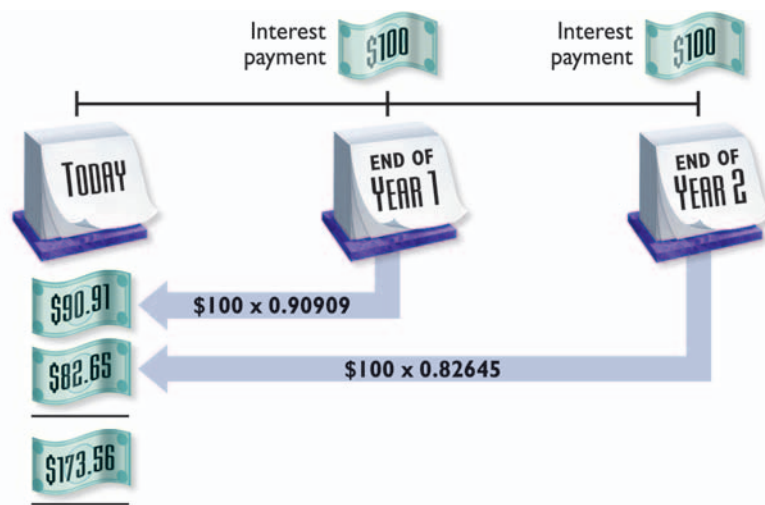 Interest
payment
$100
Interest
payment
$100
TODAY
END OF
YEAR 1
END OF
YEAR 2
$90.91
$100 x 0.90909
$82.65
$100 x 0.82645
$173.56